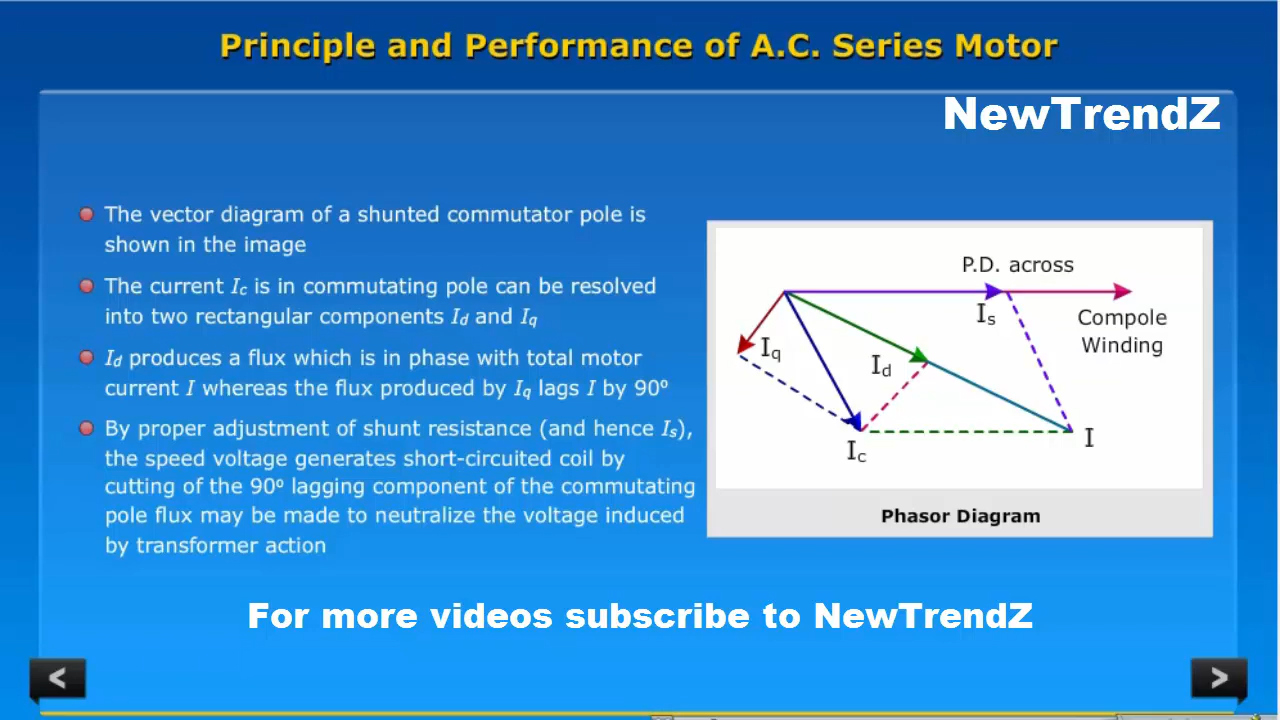 Principle and Performance of A.C. Series Motor
NewTrendZ
The vector diagram of a shunted commutator pole is
shown in the image
The current Ic is in commutating pole can be resolved
into two rectangular components Id and Iq
Id produces a flux which is in phase with total motor
current I whereas the flux produced by Iq lags I by 90º
By proper adjustment of shunt resistance (and hence Is),
the speed voltage generates short-circuited coil by
cutting of the 90º lagging component of the commutating
pole flux may be made to neutralize the voltage induced
by transformer action
P.D. across
Is
Compole
Winding
Iq
Id
Ic
I
Phasor Diagram
For more videos subscribe to NewTrendZ
<
>